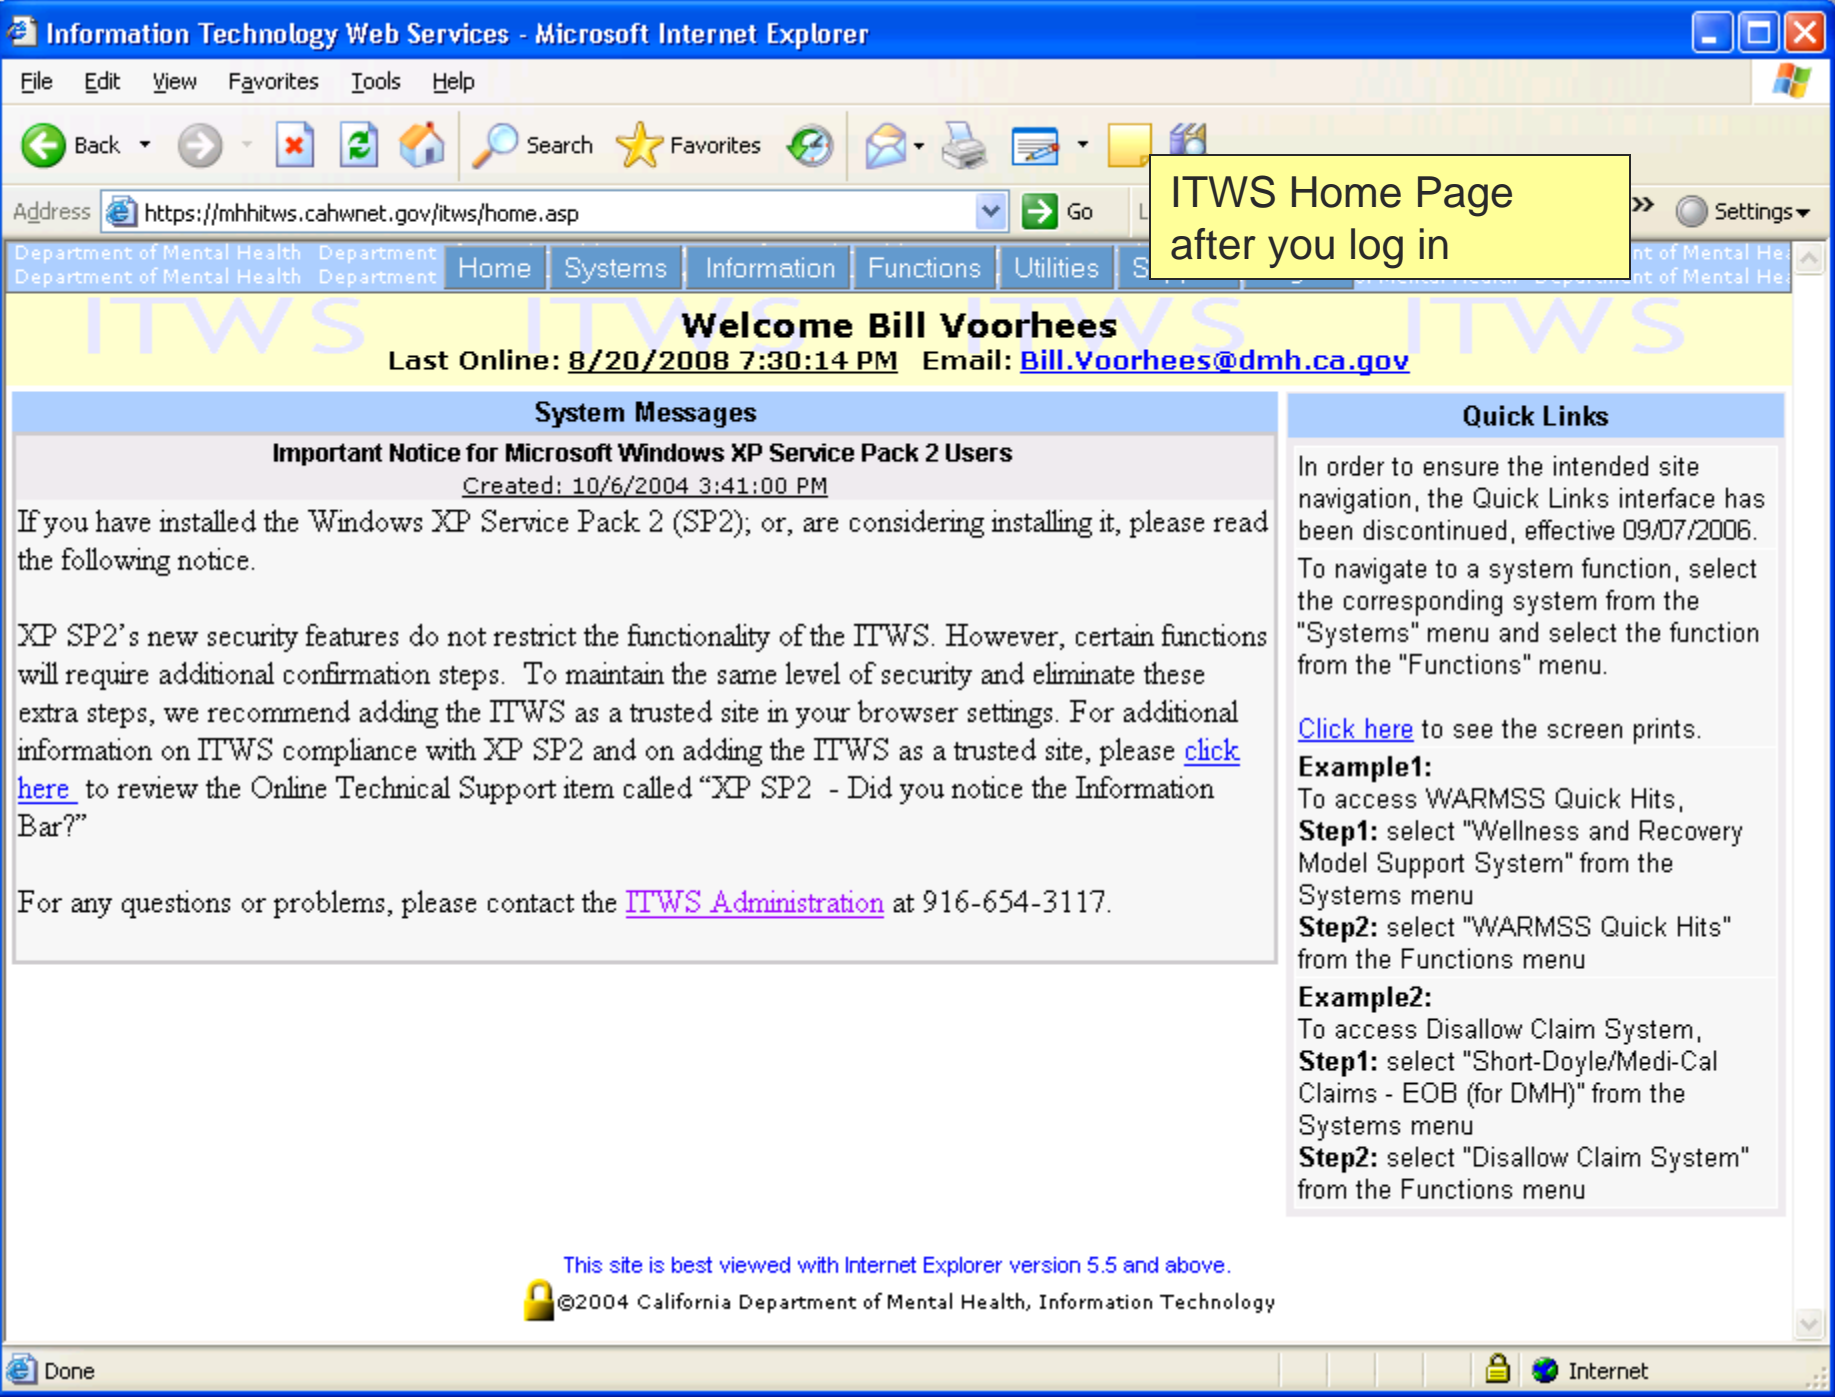 Information Technology Web Services - Microsoft Internet Explorer
File Edit View Favorites Tools Help
Back Search Favorites
Address https://mhhitws.cahwnet.gov/itws/home.asp Go Settings
ITWS Home Page
after you log in
Department of Mental Health Department
Department of Mental Health Department
Home Systems Information Functions Utilities
ITWS ITWS ITWS ITWS
Welcome Bill Voorhees
Last Online: 8/20/2008 7:30:14 PM Email: Bill.Voorhees@dmh.ca.gov
System Messages
Important Notice for Microsoft Windows XP Service Pack 2 Users
Created: 10/6/2004 3:41:00 PM
If you have installed the Windows XP Service Pack 2 (SP2); or, are considering installing it, please read
the following notice.
XP SP2's new security features do not restrict the functionality of the ITWS. However, certain functions
will require additional confirmation steps. To maintain the same level of security and eliminate these
extra steps, we recommend adding the ITWS as a trusted site in your browser settings. For additional
information on ITWS compliance with XP SP2 and on adding the ITWS as a trusted site, please click
here to review the Online Technical Support item called “XP SP2 - Did you notice the Information
Bar?”
For any questions or problems, please contact the ITWS Administration at 916-654-3117.
Quick Links
In order to ensure the intended site
navigation, the Quick Links interface has
been discontinued, effective 09/07/2006.
To navigate to a system function, select
the corresponding system from the
"Systems" menu and select the function
from the "Functions" menu.
Click here to see the screen prints.
Example1:
To access WARMSS Quick Hits,
Step1: select "Wellness and Recovery
Model Support System" from the
Systems menu
Step2: select "WARMSS Quick Hits"
from the Functions menu
Example2:
To access Disallow Claim System,
Step1: select "Short-Doyle/Medi-Cal
Claims - EOB (for DMH)" from the
Systems menu
Step2: select "Disallow Claim System"
from the Functions menu
This site is best viewed with Internet Explorer version 5.5 and above.
©2004 California Department of Mental Health, Information Technology
Done Internet